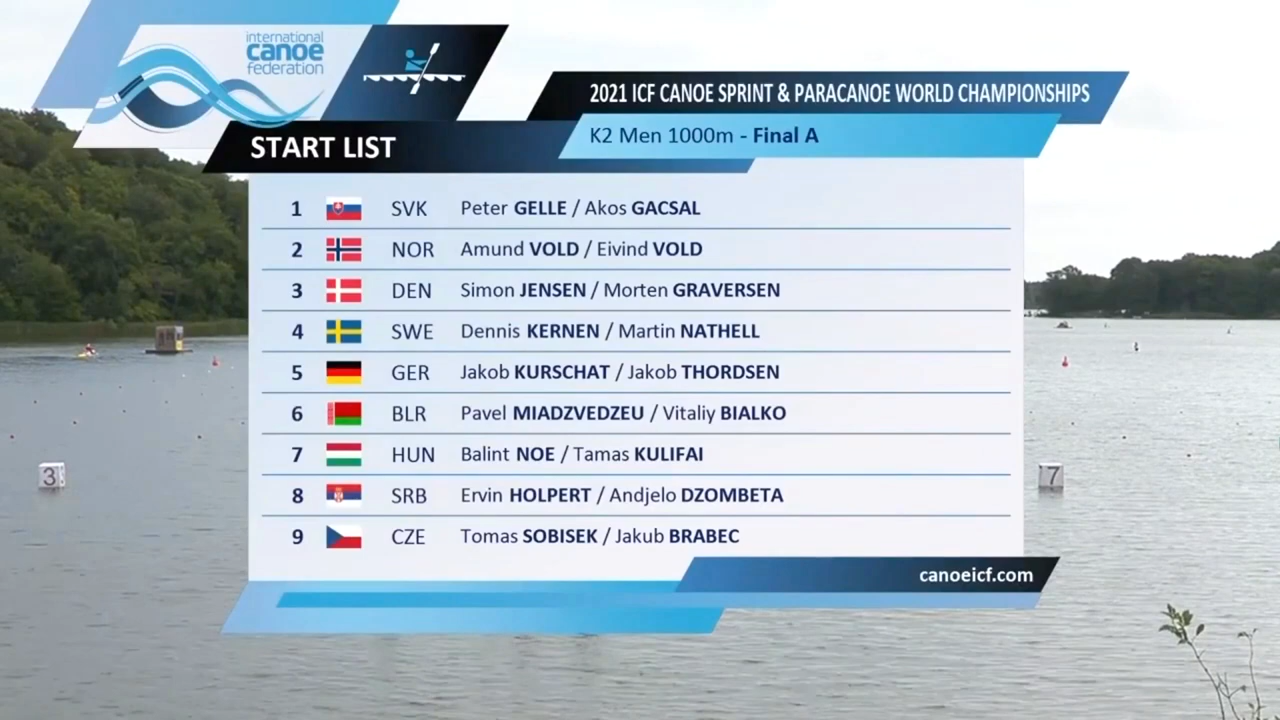 international
canoe
federation
2021 ICF CANOE SPRINT & PARACANOE WORLD CHAMPIONSHIPS
K2 Men 1000m - Final A
START LIST
1 SVK Peter GELLE / Akos GACSAL
2 NOR Amund VOLD / Eivind VOLD
3 DEN Simon JENSEN / Morten GRAVERSEN
4 SWE Dennis KERNEN / Martin NATHELL
5 GER Jakob KURSCHAT / Jakob THORDSEN
6 BLR Pavel MIADZVEDZEU / Vitaliy BIALKO
7 HUN Balint NOE / Tamas KULIFAI
8 SRB Ervin HOLPERT / Andjelo DZOMBETA
9 CZE Tomas SOBISEK / Jakub BRABEC
3
7
canoeicf.com